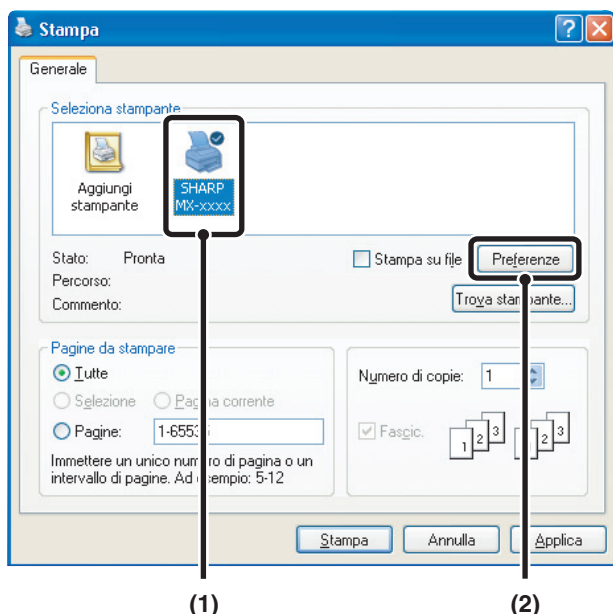 Stampa
Generale
Seleziona stampante
Aggiungi
stampante
SHARP
MX-xxxx
Stato: Pronta
Percorso:
Commento:
Stampa su file
Preferenze
Trova stampante...
Pagine da stampare
Tutte
Selezione Pagina corrente
Pagine: 1-65535
Immettere un unico numero di pagina o un
intervallo di pagine. Ad esempio: 5-12
Numero di copie: 1
Fascic.
1 2 3 1 2 3
Stampa Annulla Applica
(1) (2)